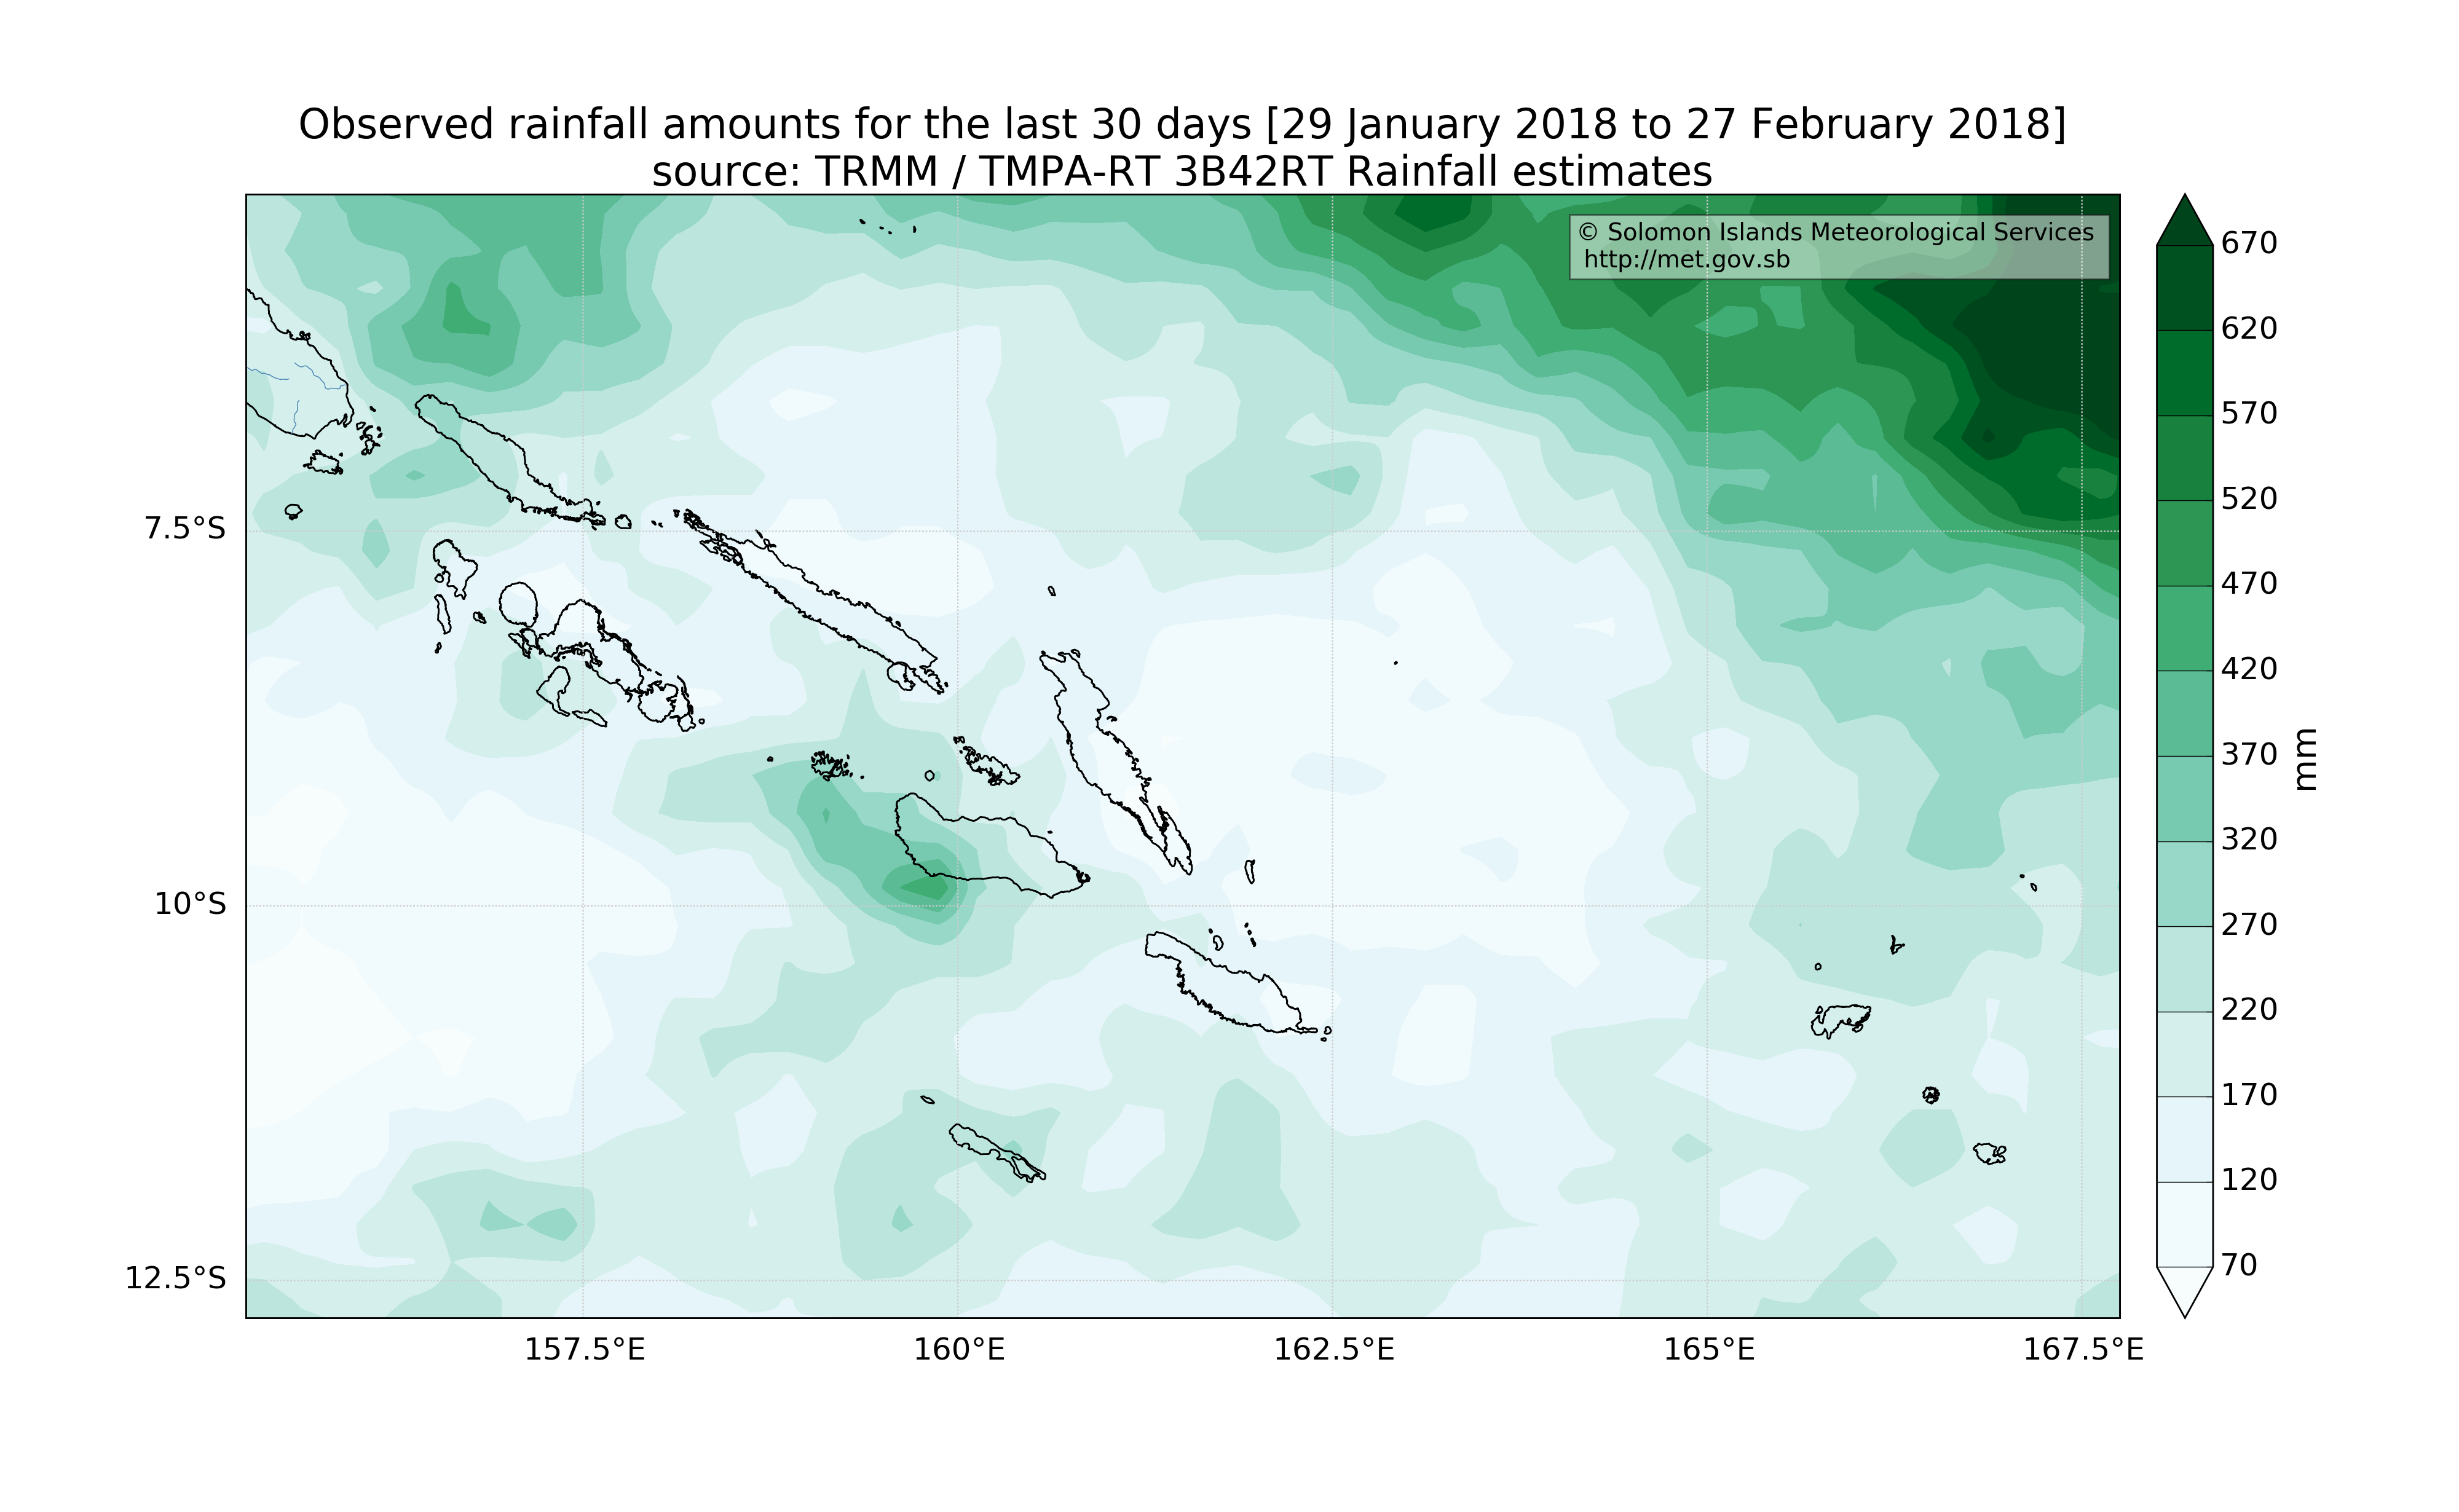 Observed rainfall amounts for the last 30 days [29 January 2018 to 27 February 2018]
source: TRMM / TMPA-RT 3B42RT Rainfall estimates
© Solomon Islands Meteorological Services
http://met.gov.sb
7.5°S
10°S
12.5°S
157.5°E
160°E
162.5°E
165°E
167.5°E
670
620
570
520
470
420
370
320
270
220
170
120
70
mm